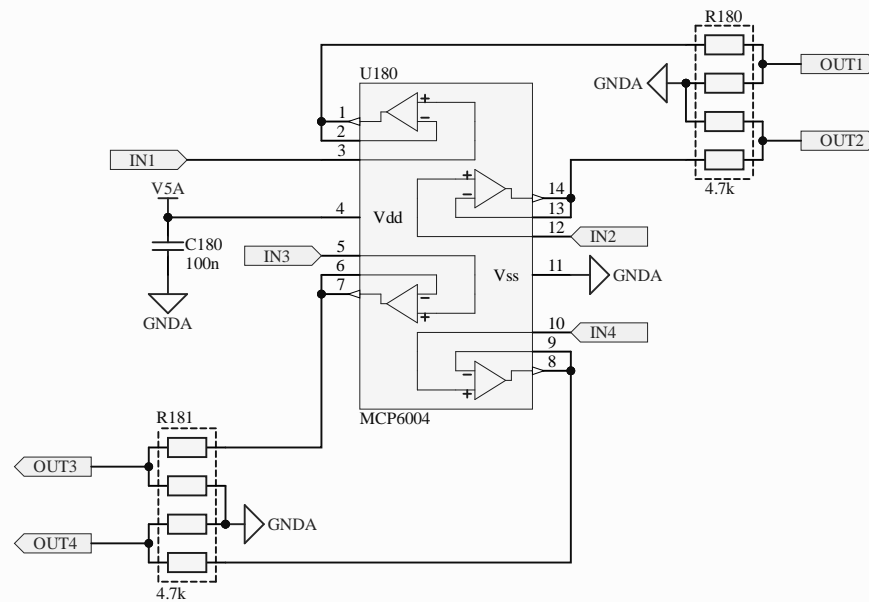 R180
OUT1
GNDA
OUT2
4.7k
U180
1
2
3
IN1
+
−
+
−
14
13
12
IN2
V5A
4
Vdd
C180
100n
GNDA
IN3
5
6
7
−
+
Vss
11
GNDA
10
9
8
IN4
−
+
MCP6004
R181
OUT3
GNDA
OUT4
4.7k